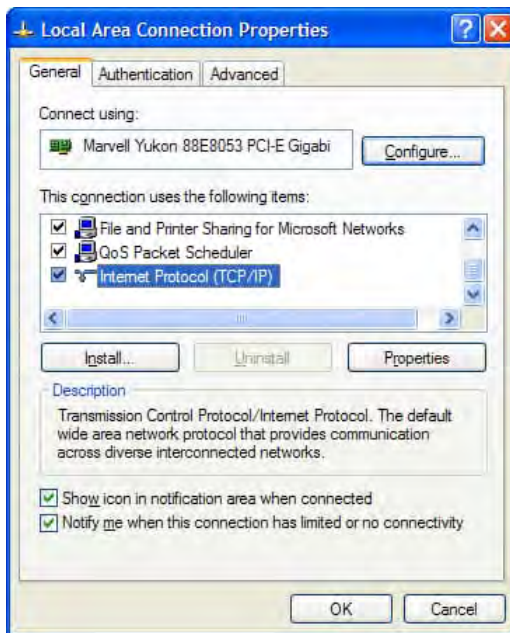 Local Area Connection Properties
General Authentication Advanced
Connect using:
Marvell Yukon 88E8053 PCI-E Gigabi
Configure...
This connection uses the following items:
File and Printer Sharing for Microsoft Networks
QoS Packet Scheduler
Internet Protocol (TCP/IP)
Install... Uninstall Properties
Description
Transmission Control Protocol/Internet Protocol. The default
wide area network protocol that provides communication
across diverse interconnected networks.
Show icon in notification area when connected
Notify me when this connection has limited or no connectivity
OK Cancel